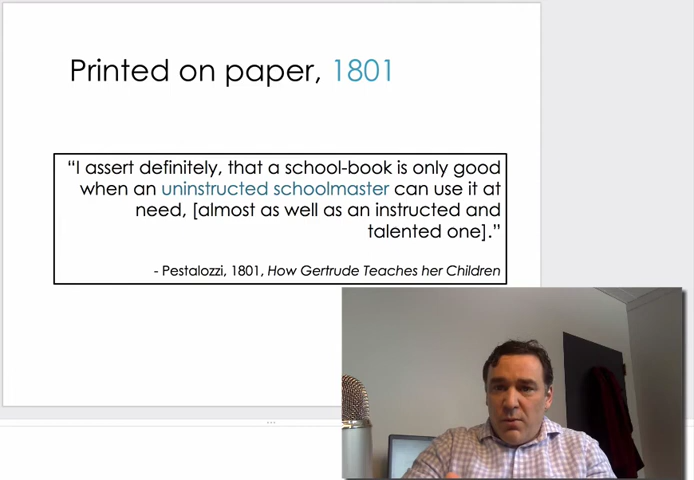 Printed on paper, 1801
“I assert definitely, that a school-book is only good
when an uninstructed schoolmaster can use it at
need, [almost as well as an instructed and
talented one].”
- Pestalozzi, 1801, How Gertrude Teaches her Children